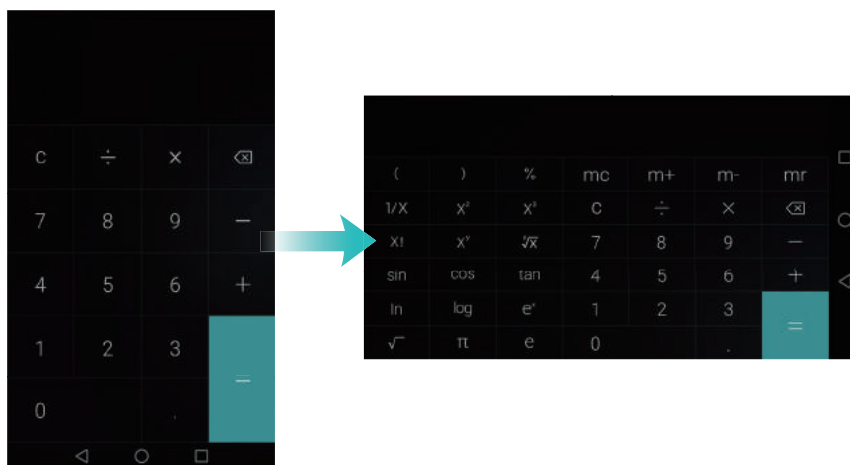 C ÷ × ⌫
7 8 9 −
4 5 6 +
1 2 3 =
0 .
( ) % mc m+ m- mr
1/X X² X³ C ÷ × ⌫
X! Xʸ ʸ√x 7 8 9 −
sin cos tan 4 5 6 +
ln log eˣ 1 2 3 =
√ π e 0 .